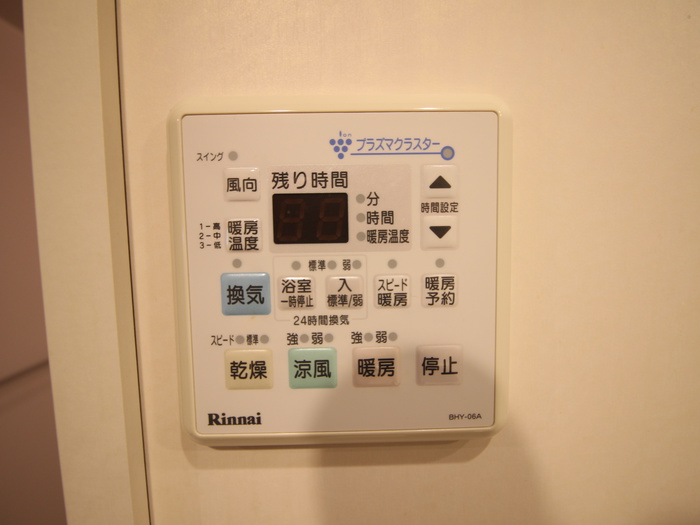 ion
プラズマクラスター
スイング
風向
残り時間
88
分
時間
暖房温度
時間設定
1-高
2-中
3-低
暖房
温度
換気
標準 弱
浴室
一時停止
入
標準/弱
24時間換気
スピード
暖房
暖房
予約
スピード 標準
強 弱
強 弱
乾燥
涼風
暖房
停止
Rinnai
BHY-06A